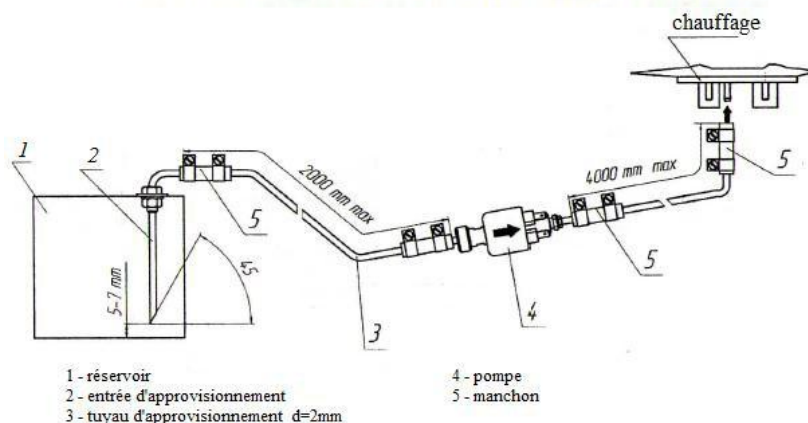 chauffage
1
2
5
2000 mm max
4000 mm max
5
5
45
5-7 mm
3
4
1 - réservoir
2 - entrée d'approvisionnement
3 - tuyau d'approvisionnement d=2mm
4 - pompe
5 - manchon